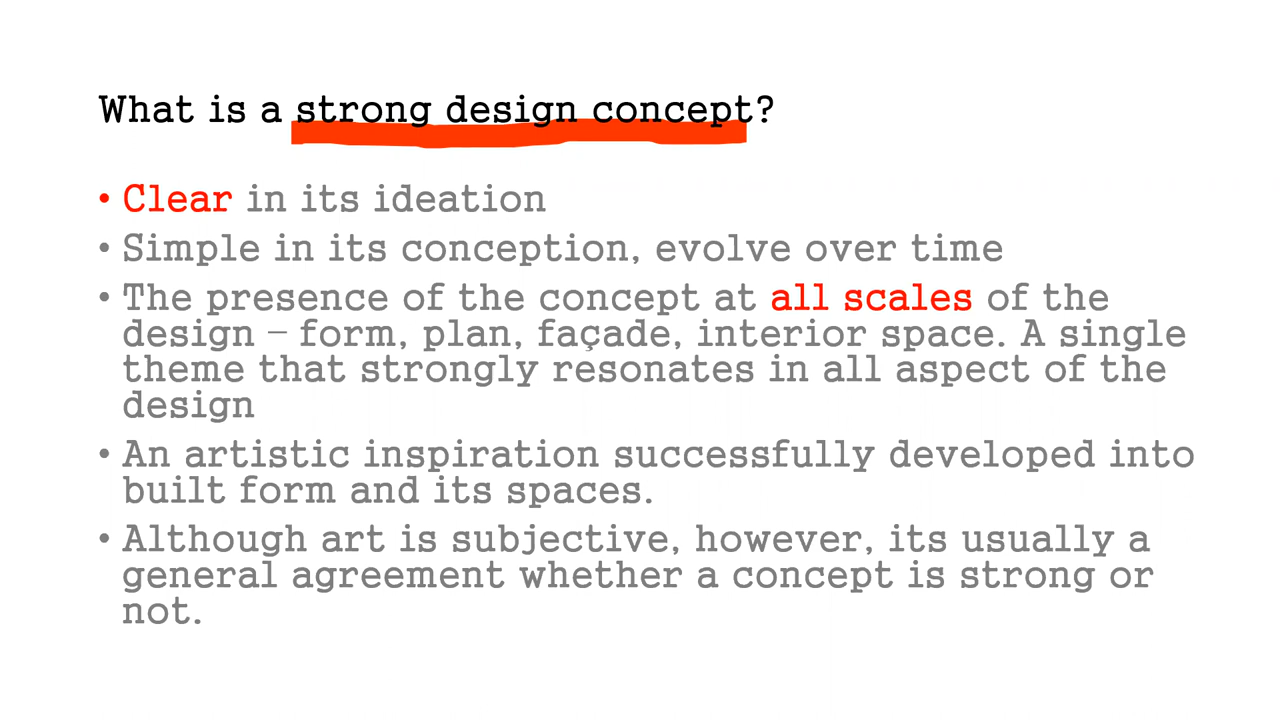 What is a strong design concept?
• Clear in its ideation
• Simple in its conception, evolve over time
• The presence of the concept at all scales of the
design – form, plan, façade, interior space. A single
theme that strongly resonates in all aspect of the
design
• An artistic inspiration successfully developed into
built form and its spaces.
• Although art is subjective, however, its usually a
general agreement whether a concept is strong or
not.